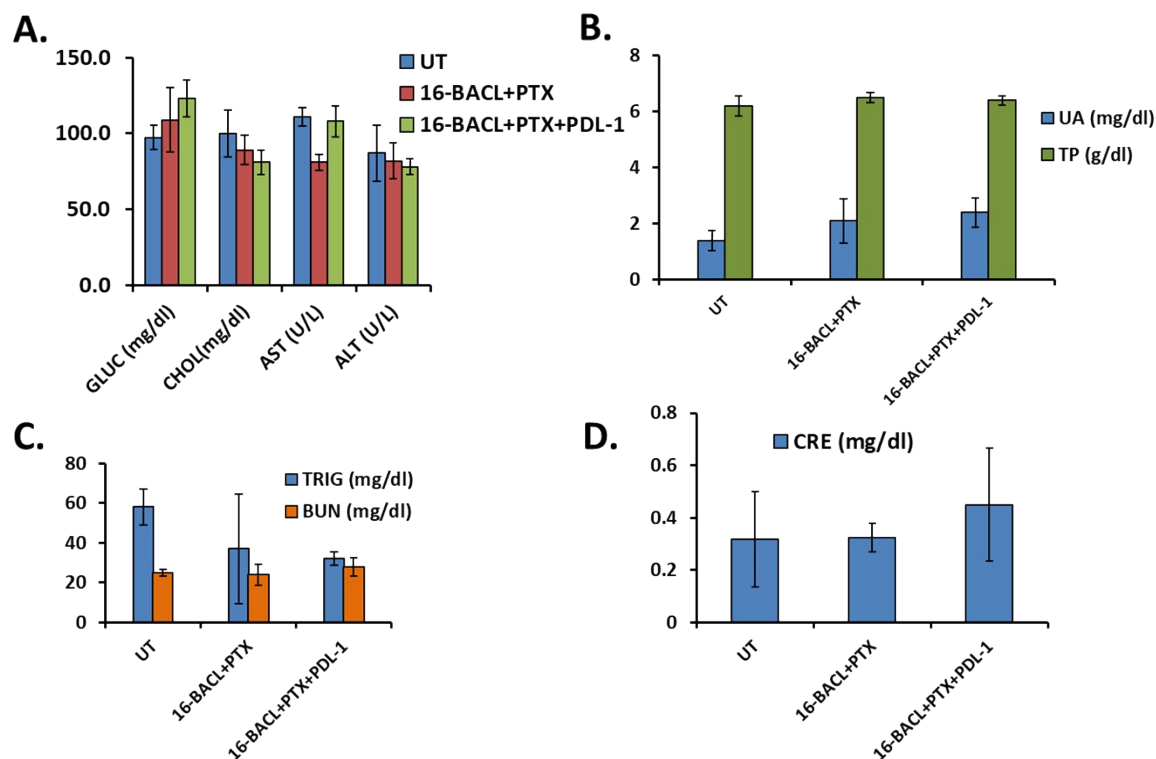 A.
150.0
100.0
50.0
0.0
UT
16-BACL+PTX
16-BACL+PTX+PDL-1
GLUC (mg/dl)
CHOL(mg/dl)
AST (U/L)
ALT (U/L)
B.
8
6
4
2
0
UA (mg/dl)
TP (g/dl)
UT
16-BACL+PTX
16-BACL+PTX+PDL-1
C.
80
60
40
20
0
TRIG (mg/dl)
BUN (mg/dl)
UT
16-BACL+PTX
16-BACL+PTX+PDL-1
D.
0.8
0.6
0.4
0.2
0
CRE (mg/dl)
UT
16-BACL+PTX
16-BACL+PTX+PDL-1